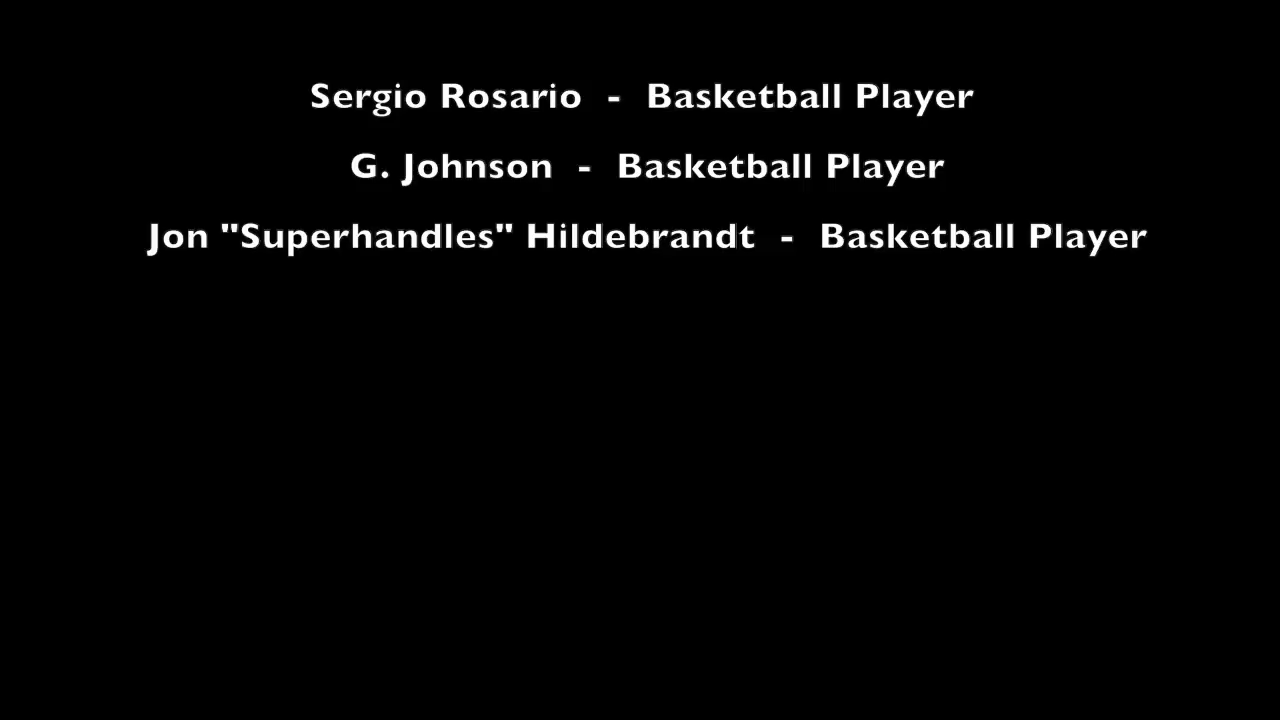 Sergio Rosario  -  Basketball Player
G. Johnson  -  Basketball Player
Jon "Superhandles" Hildebrandt  -  Basketball Player